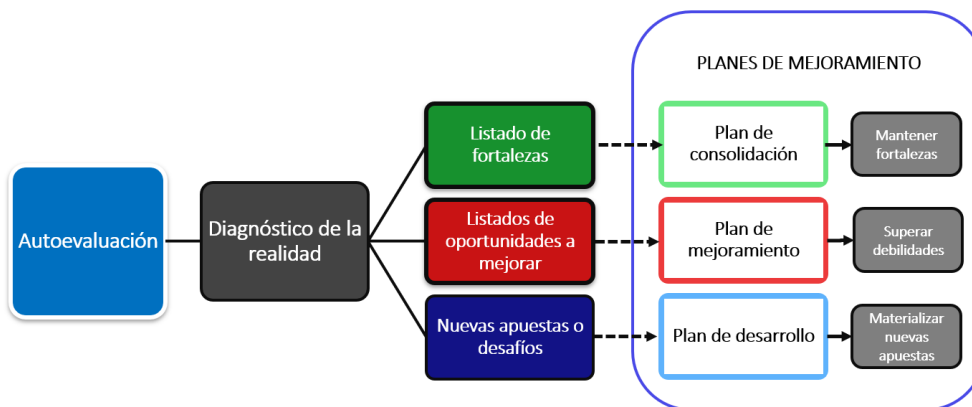 PLANES DE MEJORAMIENTO
Autoevaluación
Diagnóstico de la
realidad
Listado de
fortalezas
Plan de
consolidación
Mantener
fortalezas
Listados de
oportunidades a
mejorar
Plan de
mejoramiento
Superar
debilidades
Nuevas apuestas o
desafíos
Plan de desarrollo
Materializar
nuevas
apuestas